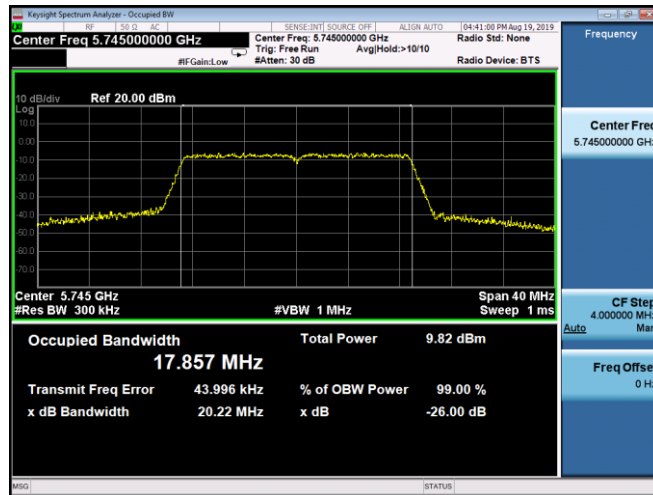 Keysight Spectrum Analyzer - Occupied BW
RF 50 Ω AC SENSE:INT SOURCE OFF ALIGN AUTO 04:41:00 PM Aug 19, 2019
Center Freq 5.745000000 GHz Center Freq: 5.745000000 GHz Radio Std: None Frequency
Trig: Free Run Avg|Hold:>10/10
#IFGain:Low #Atten: 30 dB Radio Device: BTS
10 dB/div Ref 20.00 dBm
Log
10.0
0.00
-10.0
-20.0
-30.0
-40.0
-50.0
-60.0
-70.0
Center Freq
5.745000000 GHz
Center 5.745 GHz Span 40 MHz
#Res BW 300 kHz #VBW 1 MHz Sweep 1 ms
CF Step
4.000000 MHz
Auto Man
Occupied Bandwidth Total Power 9.82 dBm
17.857 MHz
Transmit Freq Error 43.996 kHz % of OBW Power 99.00 %
x dB Bandwidth 20.22 MHz x dB -26.00 dB
Freq Offset
0 Hz
MSG STATUS